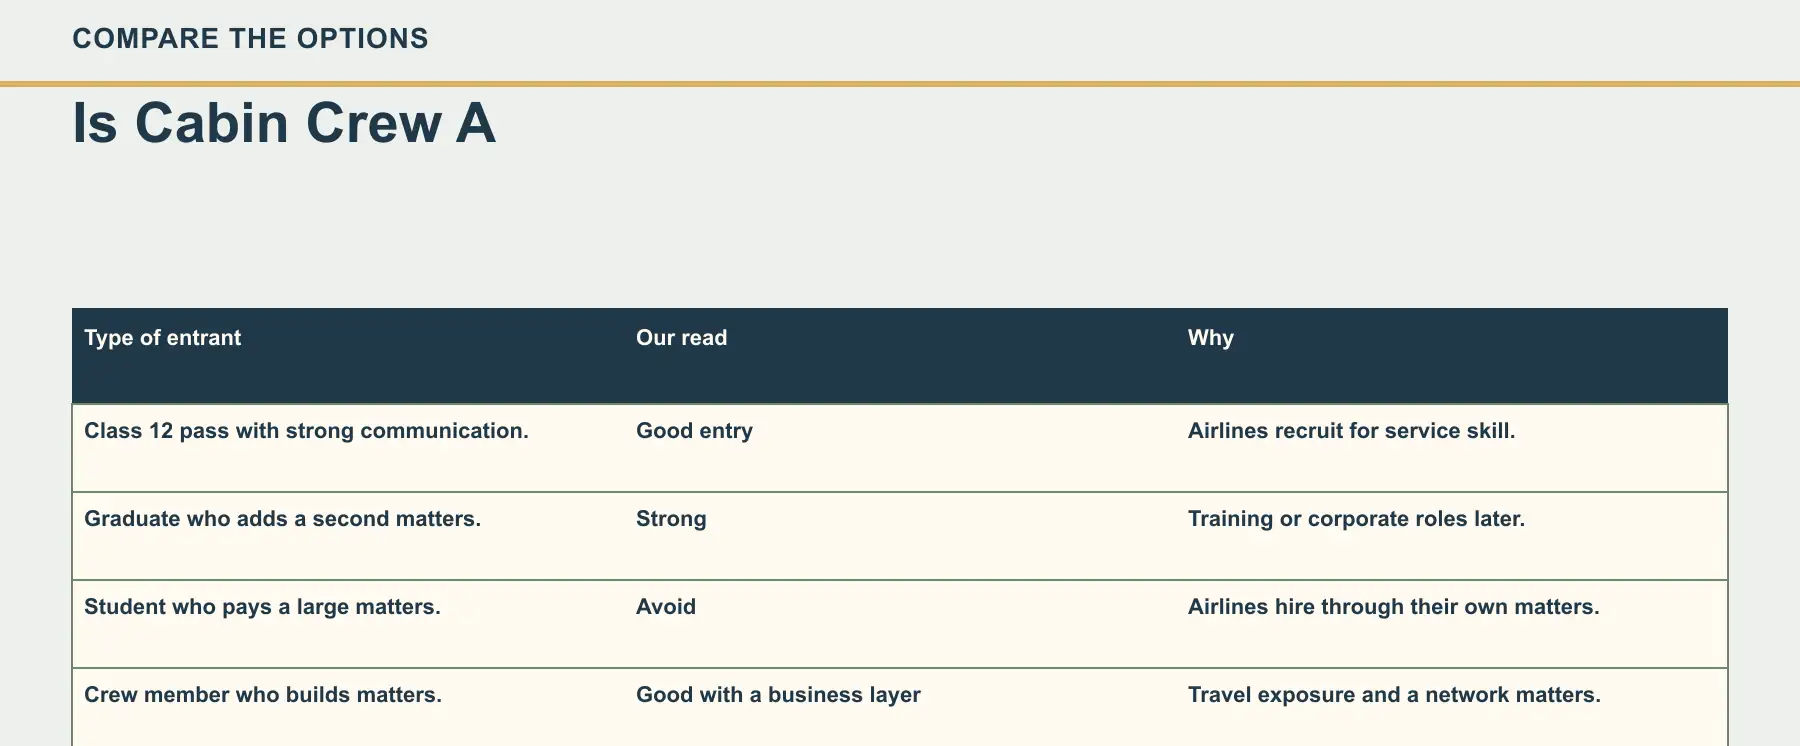 COMPARE THE OPTIONS
Is Cabin Crew A
Type of entrant Our read Why
Class 12 pass with strong communication. Good entry Airlines recruit for service skill.
Graduate who adds a second matters. Strong Training or corporate roles later.
Student who pays a large matters. Avoid Airlines hire through their own matters.
Crew member who builds matters. Good with a business layer Travel exposure and a network matters.